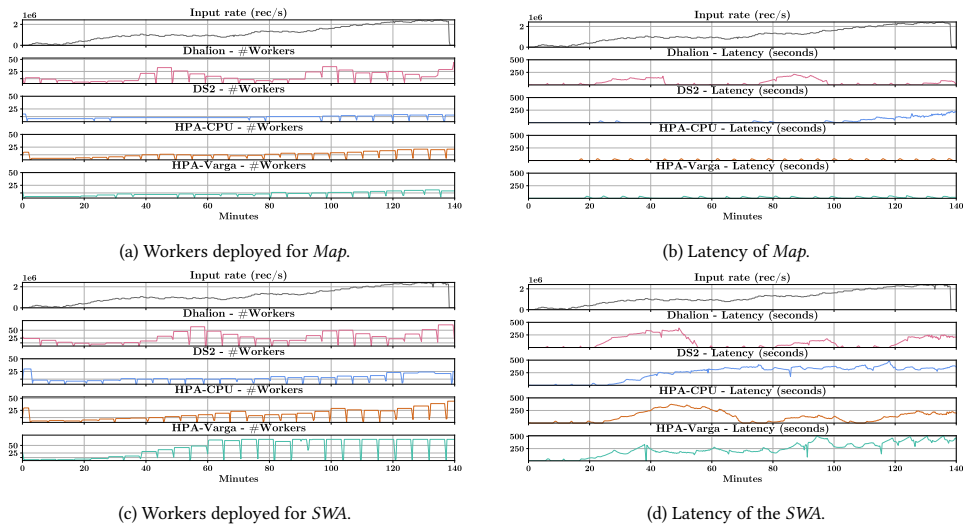 Input rate (rec/s)
1e6
2
0
Dhalion - #Workers
50
25
DS2 - #Workers
50
25
HPA-CPU - #Workers
50
25
HPA-Varga - #Workers
50
25
0 20 40 60 80 100 120 140
Minutes
(a) Workers deployed for Map.
Input rate (rec/s)
1e6
2
0
Dhalion - Latency (seconds)
500
250
DS2 - Latency (seconds)
500
250
HPA-CPU - Latency (seconds)
500
250
HPA-Varga - Latency (seconds)
500
250
0 20 40 60 80 100 120 140
Minutes
(b) Latency of Map.
Input rate (rec/s)
1e6
2
0
Dhalion - #Workers
50
25
DS2 - #Workers
50
25
HPA-CPU - #Workers
50
25
HPA-Varga - #Workers
50
25
0 20 40 60 80 100 120 140
Minutes
(c) Workers deployed for SWA.
Input rate (rec/s)
1e6
2
0
Dhalion - Latency (seconds)
500
250
DS2 - Latency (seconds)
500
250
HPA-CPU - Latency (seconds)
500
250
HPA-Varga - Latency (seconds)
500
250
0 20 40 60 80 100 120 140
Minutes
(d) Latency of the SWA.